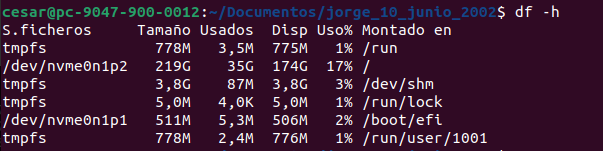 cesar@pc-9047-900-0012:~/Documentos/jorge_10_junio_2002$ df -h
S.ficheros Tamaño Usados Disp Uso% Montado en
tmpfs 778M 3,5M 775M 1% /run
/dev/nvme0n1p2 219G 35G 174G 17% /
tmpfs 3,8G 87M 3,8G 3% /dev/shm
tmpfs 5,0M 4,0K 5,0M 1% /run/lock
/dev/nvme0n1p1 511M 5,3M 506M 2% /boot/efi
tmpfs 778M 2,4M 776M 1% /run/user/1001